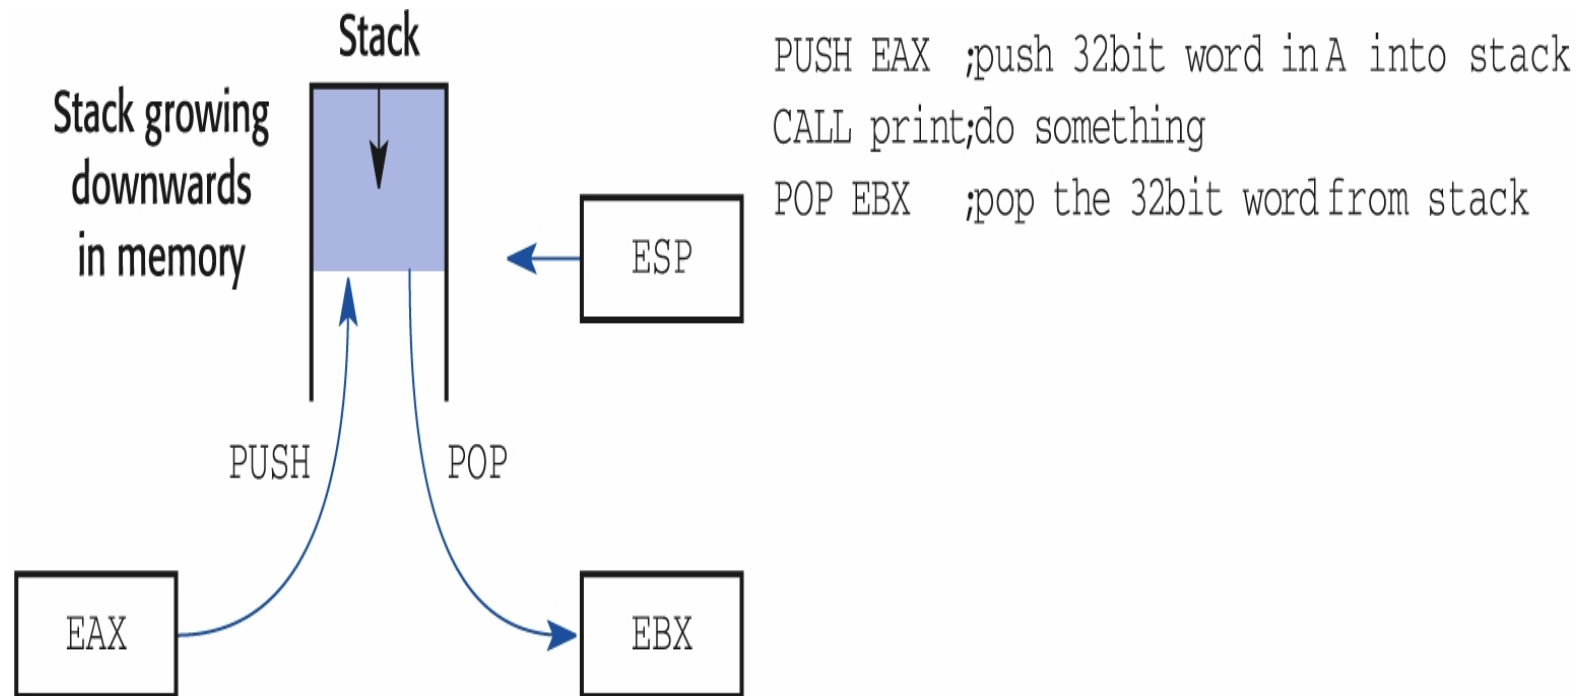 Stack
Stack growing
downwards
in memory
PUSH EAX ;push 32bit word in A into stack
CALL print;do something
POP EBX ;pop the 32bit word from stack
ESP
PUSH
POP
EAX
EBX